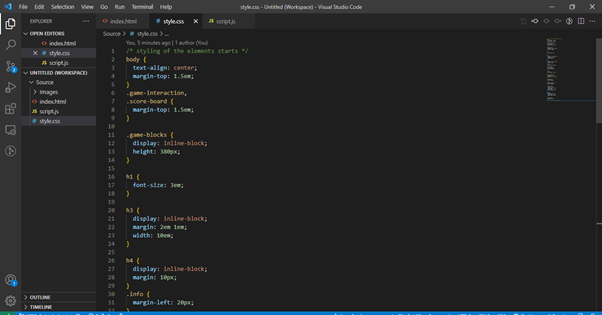 File Edit Selection View Go Run Terminal Help
style.css - Untitled (Workspace) - Visual Studio Code
EXPLORER
OPEN EDITORS
index.html
style.css
JS script.js
UNTITLED (WORKSPACE)
Source
Images
index.html
JS script.js
# style.css
OUTLINE
TIMELINE
index.html
# style.css
JS script.js
Source > # style.css > ...
You, 5 minutes ago | 1 author (You)
1 /* styling of the elements starts */
2 body {
3 text-align: center;
4 margin-top: 1.5em;
5 }
6 .game-interaction,
7 .score-board {
8 margin-top: 1.5em;
9 }
10
11 .game-blocks {
12 display: inline-block;
13 height: 380px;
14 }
15
16 h1 {
17 font-size: 3em;
18 }
19
20 h3 {
21 display: inline-block;
22 margin: 2em 1em;
23 width: 10em;
24 }
25
26 h4 {
27 display: inline-block;
28 margin: 10px;
29 }
30 .info {
31 margin-left: 20px;